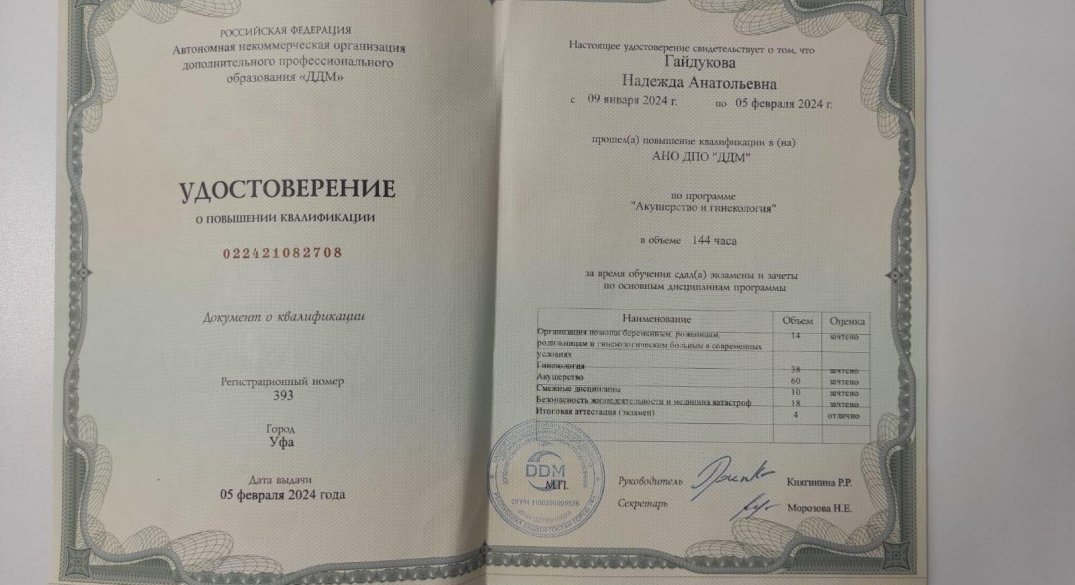 РОССИЙСКАЯ ФЕДЕРАЦИЯ
Автономная некоммерческая организация
дополнительного профессионального
образования «ДДМ»
УДОСТОВЕРЕНИЕ
О ПОВЫШЕНИИ КВАЛИФИКАЦИИ
022421082708
Документ о квалификации
Регистрационный номер
393
Город
Уфа
Дата выдачи
05 февраля 2024 года
Настоящее удостоверение свидетельствует о том, что
Гайдукова
Надежда Анатольевна
с 09 января 2024 г. по 05 февраля 2024 г.
прошел(а) повышение квалификации в (на)
АНО ДПО "ДДМ"
по программе
"Акушерство и гинекология"
в объеме 144 часа
за время обучения сдал(а) экзамены и зачеты
по основным дисциплинам программы
Наименование Объем Оценка
Организация помощи беременным, роженицам, 14 зачтено
родильницам и гинекологическим больным в современных
условиях
Гинекология 38 зачтено
Акушерство 60 зачтено
Смежные дисциплины 10 зачтено
Безопасность жизнедеятельности и медицина катастроф 18 зачтено
Итоговая аттестация (экзамен) 4 отлично
DDM
М.П.
Руководитель Княгинина Р.Р.
Секретарь Морозова Н.Е.